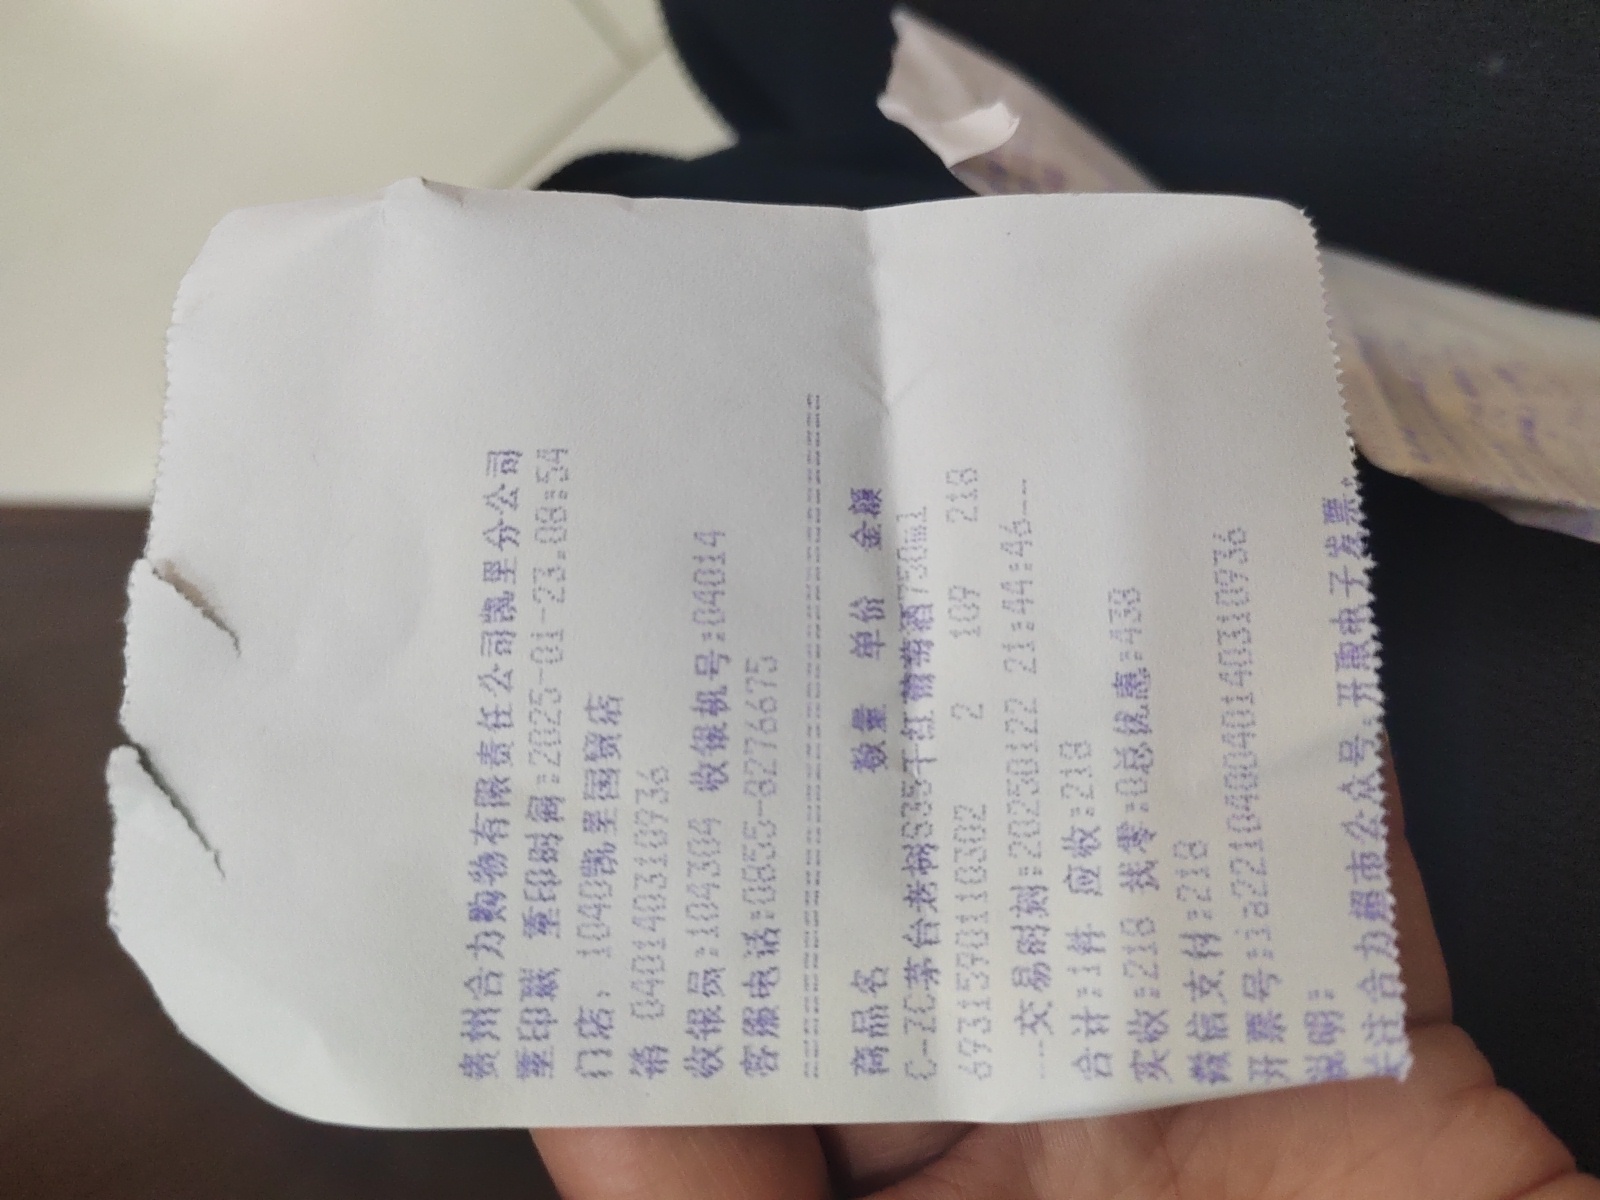 贵州合力购物有限责任公司凯里分公司
重印联 重印时间:2025-01-23.08:54
门店: 1040凯里国贸店
销 040140310936
收银员:104304 收银机号:04014
客服电话:0855-8276675
商品名 数量 单价 金额
C-ZC茅台老树6335干红葡萄酒750ml
6931539011030302 2 109 218
---交易时刻:20250122 21:44:46---
合计:1件 应收:218
实收:218 找零:0总优惠:438
微信支付:218
开票号:
说明:
关注合力超市公众号,开取电子发票。